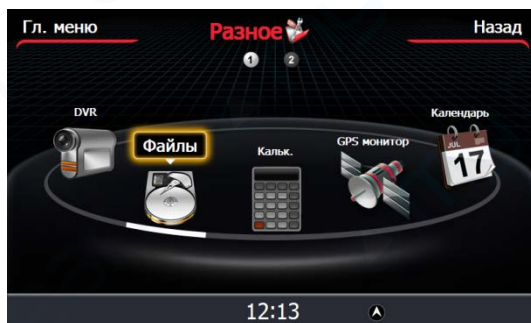 Гл. меню
Разное
Назад
1 2
DVR
Файлы
Кальк.
GPS монитор
Календарь
JUL
17
12:13